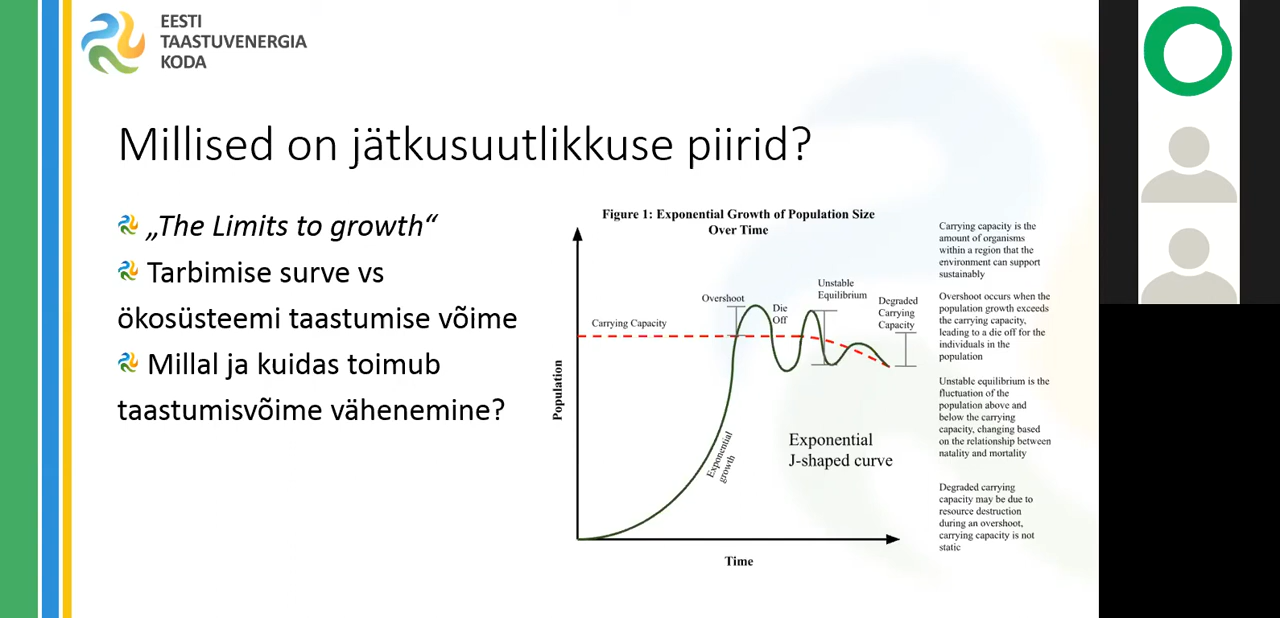 EESTI
TAASTUVENERGIA
KODA
Millised on jätkusuutlikkuse piirid?
„The Limits to growth“
Tarbimise surve vs
ökosüsteemi taastumise võime
Millal ja kuidas toimub
taastumisvõime vähenemine?
Figure 1: Exponential Growth of Population Size
Over Time
Population
Carrying Capacity
Overshoot
Die
Off
Unstable
Equilibrium
Degraded
Carrying
Capacity
Exponential
growth
Exponential
J-shaped curve
Time
Carrying capacity is the
amount of organisms
within a region that the
environment can support
sustainably
Overshoot occurs when the
population growth exceeds
the carrying capacity,
leading to a die off for the
individuals in the
population
Unstable equilibrium is the
fluctuation of the
population above and
below the carrying
capacity, changing based
on the relationship between
natality and mortality
Degraded carrying
capacity may be due to
resource destruction
during an overshoot,
carrying capacity is not
static